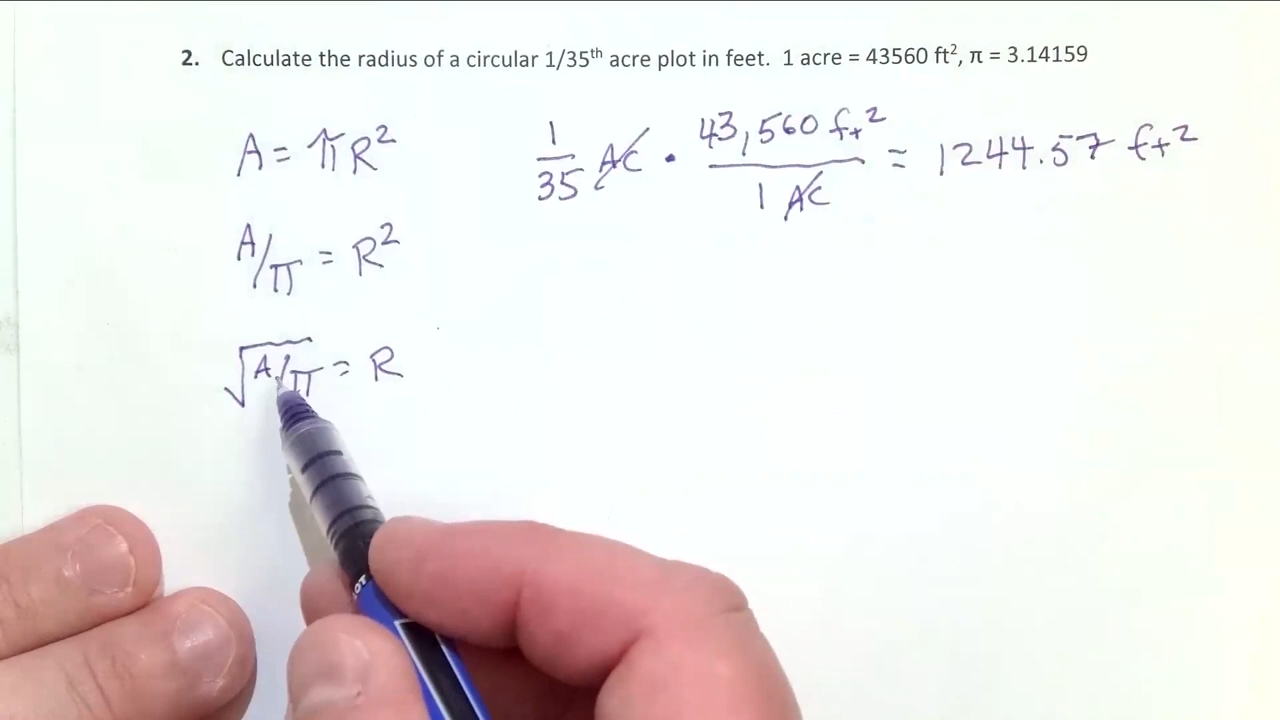 2. Calculate the radius of a circular 1/35th acre plot in feet. 1 acre = 43560 ft², π = 3.14159
A = πR²
1/35 AC · 43,560 ft² / 1 AC = 1244.57 ft²
A/π = R²
√A/π = R